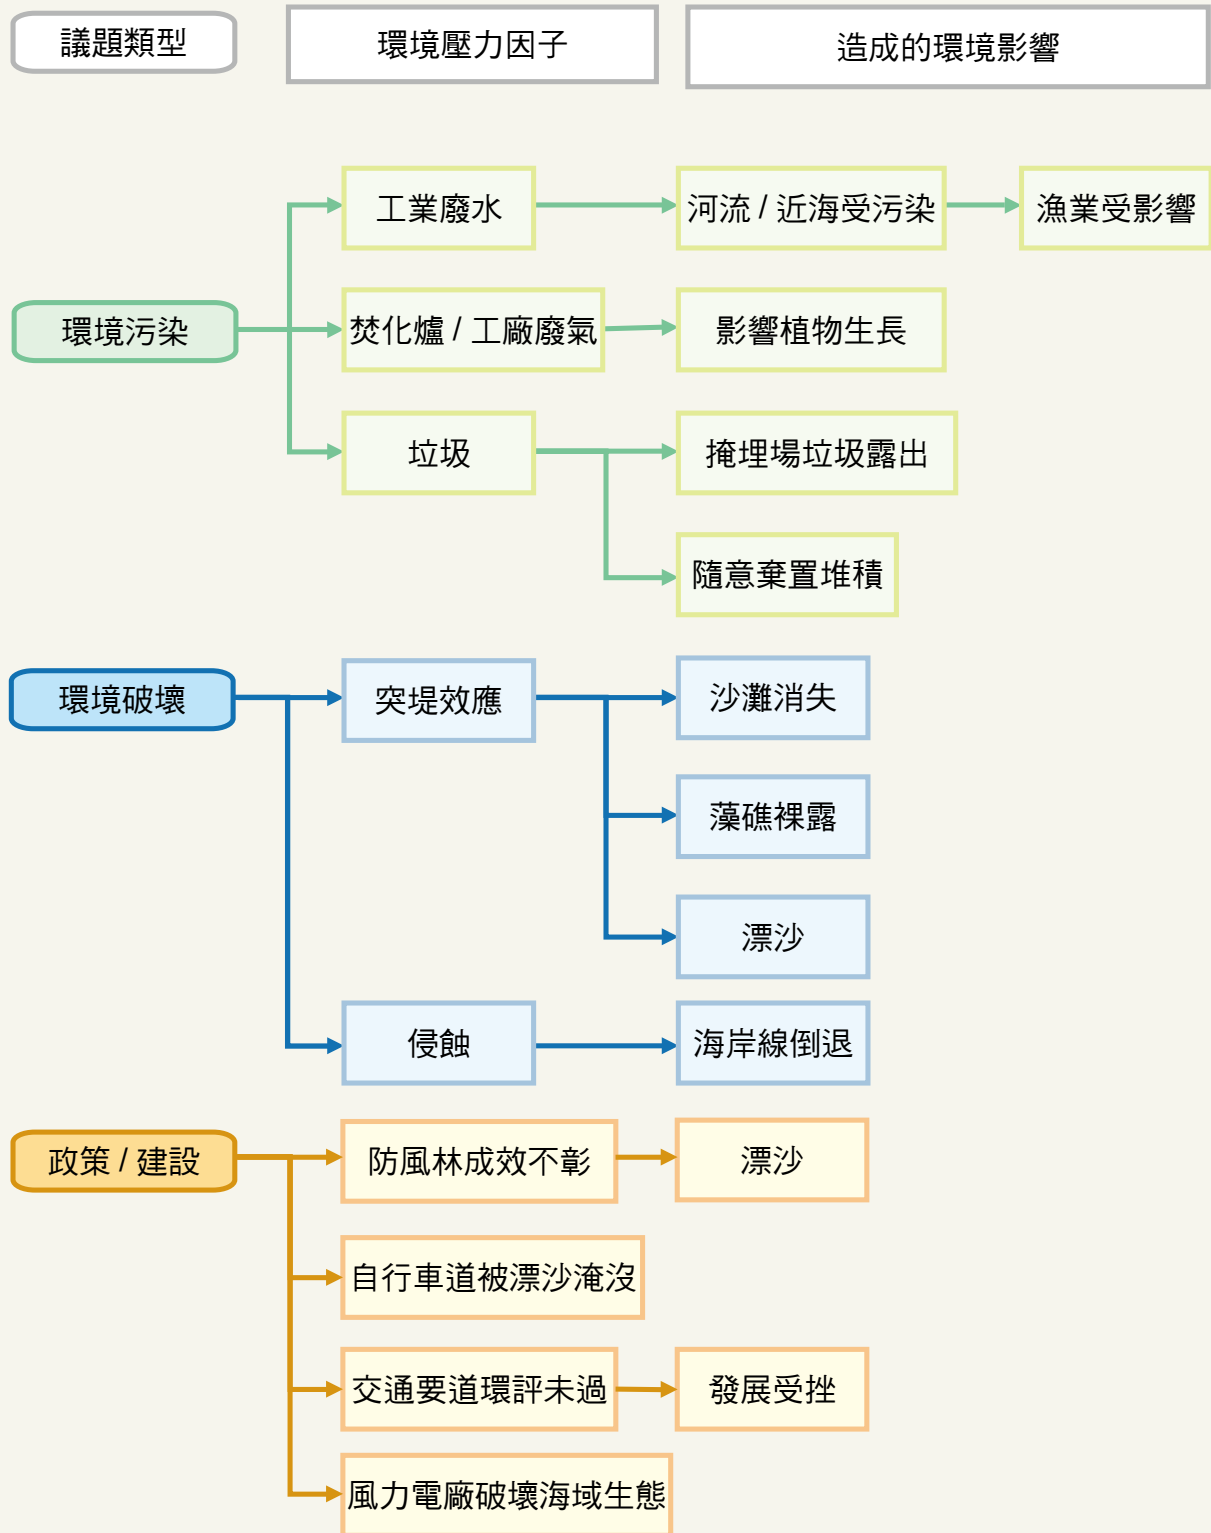 議題類型
環境壓力因子
造成的環境影響
工業廢水
河流 / 近海受污染
漁業受影響
環境污染
焚化爐 / 工廠廢氣
影響植物生長
垃圾
掩埋場垃圾露出
隨意棄置堆積
環境破壞
突堤效應
沙灘消失
藻礁裸露
漂沙
侵蝕
海岸線倒退
政策 / 建設
防風林成效不彰
漂沙
自行車道被漂沙淹沒
交通要道環評未過
發展受挫
風力電廠破壞海域生態